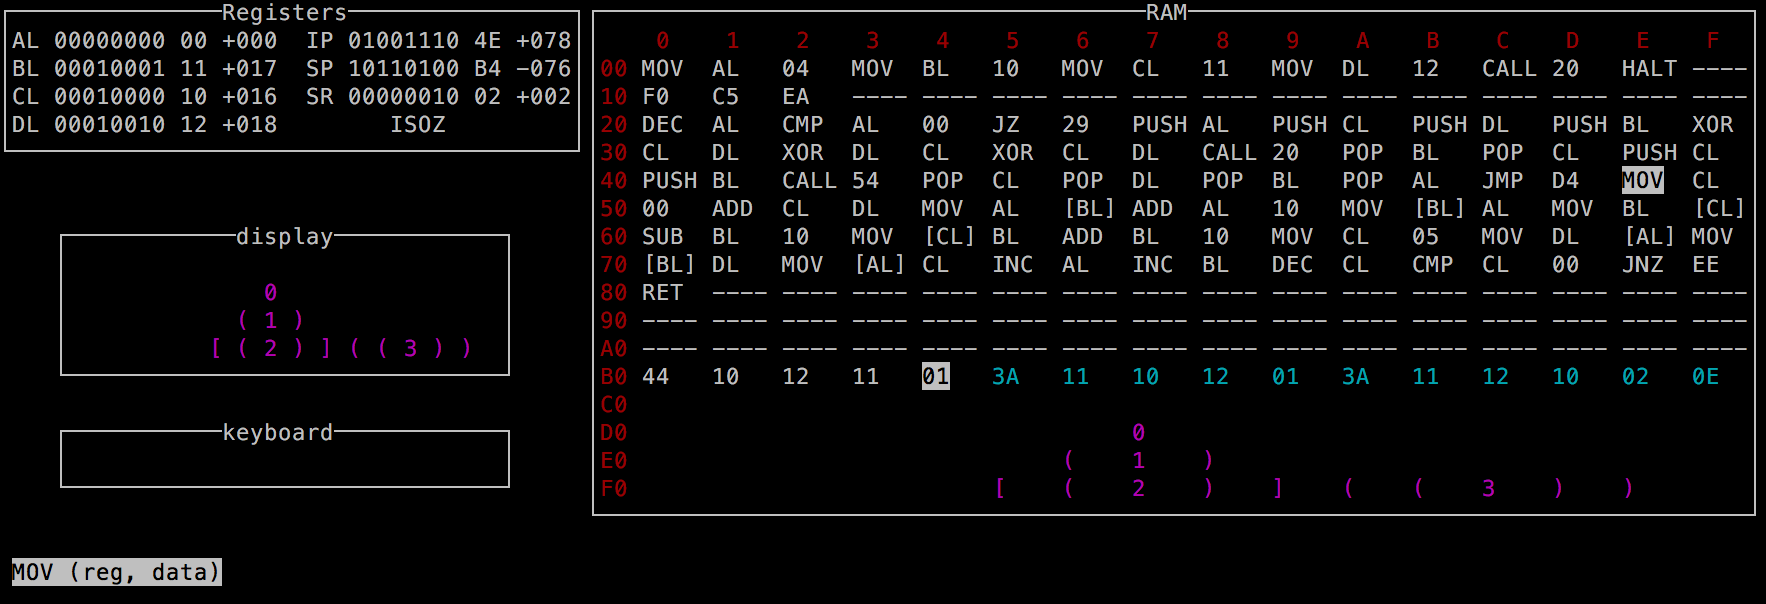 Registers
AL 00000000 00 +000 IP 01001110 4E +078
BL 00010001 11 +017 SP 10110100 B4 -076
CL 00010000 10 +016 SR 00000010 02 +002
DL 00010010 12 +018 ISOZ
display
0
( 1 )
[ ( 2 ) ] ( ( 3 ) )
keyboard
RAM
0 1 2 3 4 5 6 7 8 9 A B C D E F
00 MOV AL 04 MOV BL 10 MOV CL 11 MOV DL 12 CALL 20 HALT ----
10 F0 C5 EA ---- ---- ---- ---- ---- ---- ---- ---- ---- ---- ---- ---- ----
20 DEC AL CMP AL 00 JZ 29 PUSH AL PUSH CL PUSH DL PUSH BL XOR
30 CL DL XOR DL CL XOR CL DL CALL 20 POP BL POP CL PUSH CL
40 PUSH BL CALL 54 POP CL POP DL POP BL POP AL JMP D4 MOV CL
50 00 ADD CL DL MOV AL [BL] ADD AL 10 MOV [BL] AL MOV BL [CL]
60 SUB BL 10 MOV [CL] BL ADD BL 10 MOV CL 05 MOV DL [AL] MOV
70 [BL] DL MOV [AL] CL INC AL INC BL DEC CL CMP CL 00 JNZ EE
80 RET ---- ---- ---- ---- ---- ---- ---- ---- ---- ---- ---- ---- ---- ---- ----
90 ---- ---- ---- ---- ---- ---- ---- ---- ---- ---- ---- ---- ---- ---- ---- ----
A0 ---- ---- ---- ---- ---- ---- ---- ---- ---- ---- ---- ---- ---- ---- ---- ----
B0 44 10 12 11 01 3A 11 10 12 01 3A 11 12 10 02 0E
C0
D0 0
E0 ( 1 )
F0 [ ( 2 ) ] ( ( 3 ) )
MOV (reg, data)